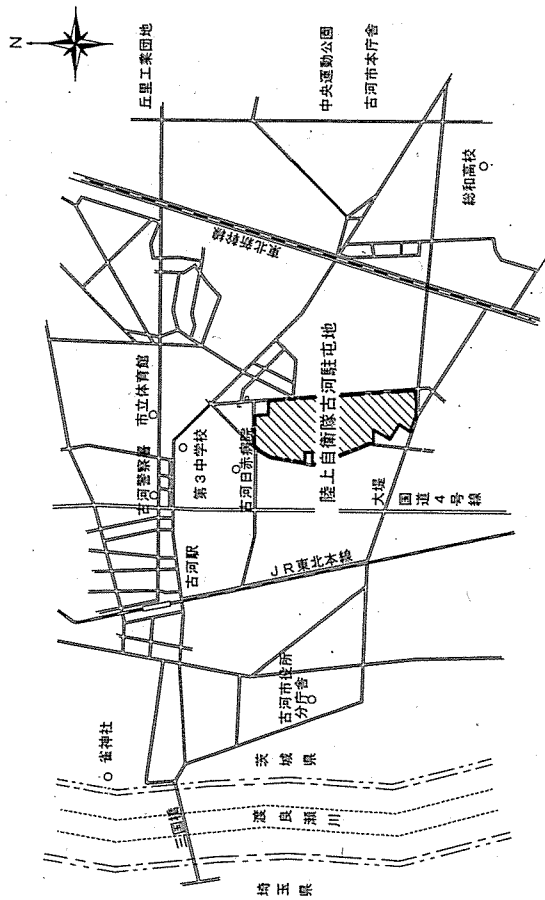 N
丘里工業団地
中央運動公園
古河市本庁舎
総和高校
東北新幹線
市立体育館
古河警察署
第3中学校
古河日赤病院
陸上自衛隊古河駐屯地
大堤
国道4号線
古河駅
JR東北本線
雀神社
古河市役所
分庁舎
茨城県
渡良瀬川
三国橋
埼玉県